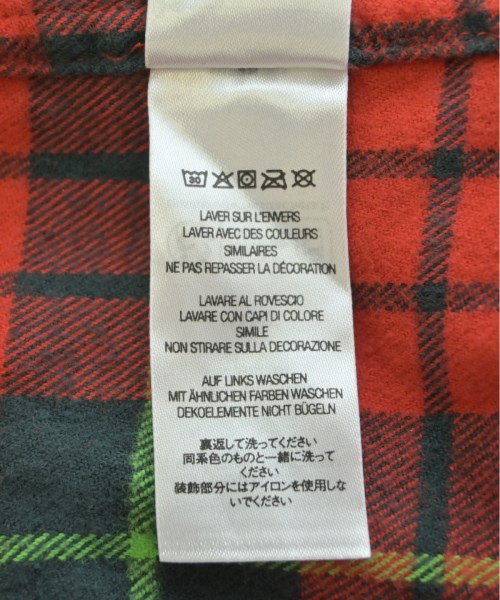 30
LAVER SUR L'ENVERS
LAVER AVEC DES COULEURS
SIMILAIRES
NE PAS REPASSER LA DÉCORATION
LAVARE AL ROVESCIO
LAVARE CON CAPI DI COLORE
SIMILE
NON STIRARE SULLA DECORAZIONE
AUF LINKS WASCHEN
MIT ÄHNLICHEN FARBEN WASCHEN
DEKOELEMENTE NICHT BÜGELN
裏返して洗ってください
同系色のものと一緒に洗って
ください
装飾部分にはアイロンを使用しな
いでください